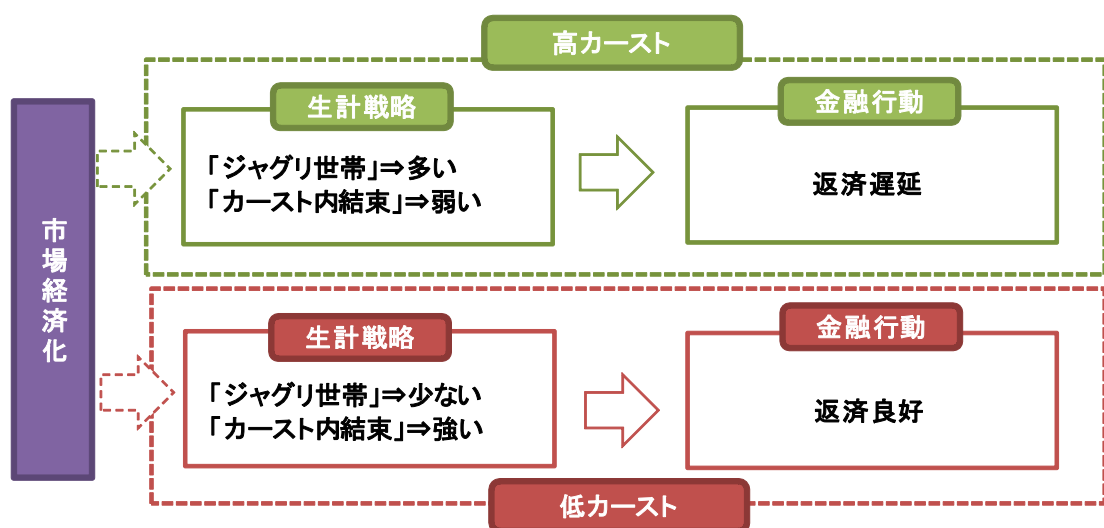 高カースト
市場経済化
生計戦略
「ジャグリ世帯」⇒多い
「カースト内結束」⇒弱い
金融行動
返済遅延
生計戦略
「ジャグリ世帯」⇒少ない
「カースト内結束」⇒強い
金融行動
返済良好
低カースト